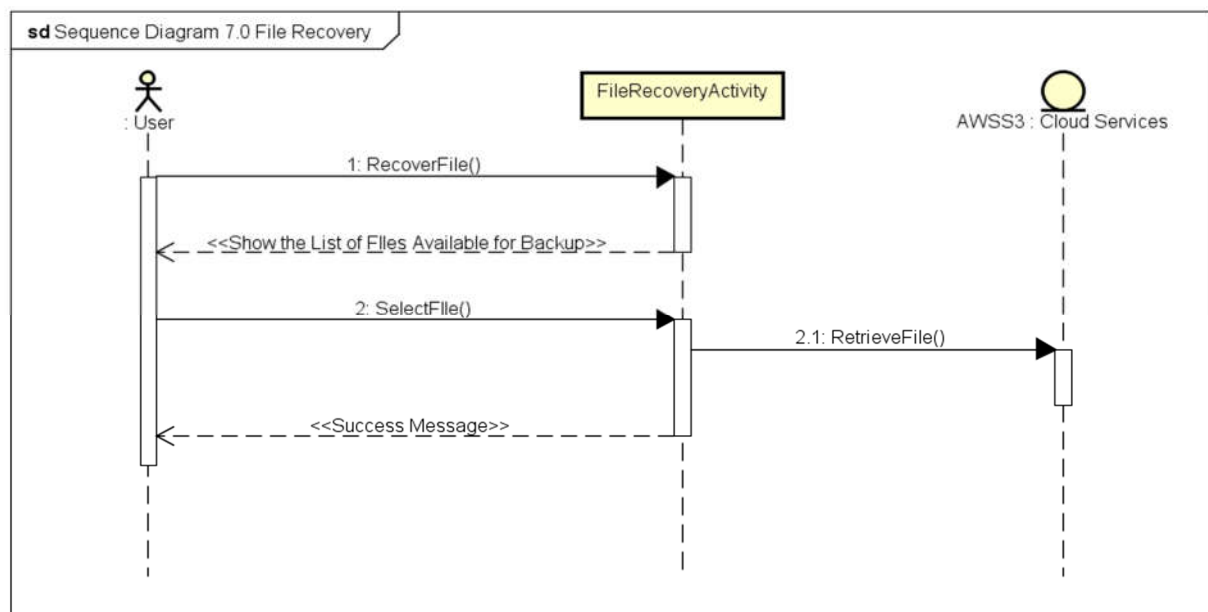 sd Sequence Diagram 7.0 File Recovery
: User
FileRecoveryActivity
AWSS3 : Cloud Services
1: RecoverFile()
<<Show the List of FIles Available for Backup>>
2: SelectFIle()
2.1: RetrieveFile()
<<Success Message>>